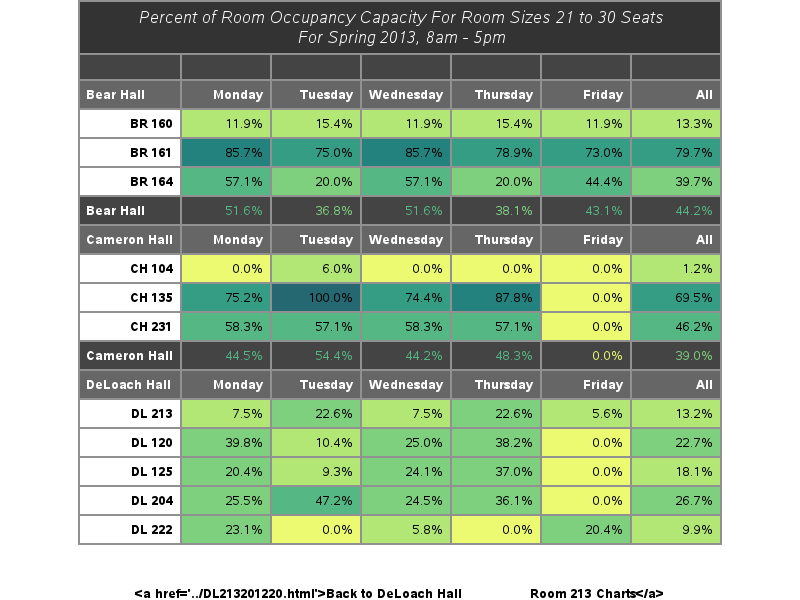 Percent of Room Occupancy Capacity For Room Sizes 21 to 30 Seats
For Spring 2013, 8am - 5pm
Bear Hall Monday Tuesday Wednesday Thursday Friday All
BR 160 11.9% 15.4% 11.9% 15.4% 11.9% 13.3%
BR 161 85.7% 75.0% 85.7% 78.9% 73.0% 79.7%
BR 164 57.1% 20.0% 57.1% 20.0% 44.4% 39.7%
Bear Hall 51.6% 36.8% 51.6% 38.1% 43.1% 44.2%
Cameron Hall Monday Tuesday Wednesday Thursday Friday All
CH 104 0.0% 6.0% 0.0% 0.0% 0.0% 1.2%
CH 135 75.2% 100.0% 74.4% 87.8% 0.0% 69.5%
CH 231 58.3% 57.1% 58.3% 57.1% 0.0% 46.2%
Cameron Hall 44.5% 54.4% 44.2% 48.3% 0.0% 39.0%
DeLoach Hall Monday Tuesday Wednesday Thursday Friday All
DL 213 7.5% 22.6% 7.5% 22.6% 5.6% 13.2%
DL 120 39.8% 10.4% 25.0% 38.2% 0.0% 22.7%
DL 125 20.4% 9.3% 24.1% 37.0% 0.0% 18.1%
DL 204 25.5% 47.2% 24.5% 36.1% 0.0% 26.7%
DL 222 23.1% 0.0% 5.8% 0.0% 20.4% 9.9%
<a href='../DL213201220.html'>Back to DeLoach Hall Room 213 Charts</a>